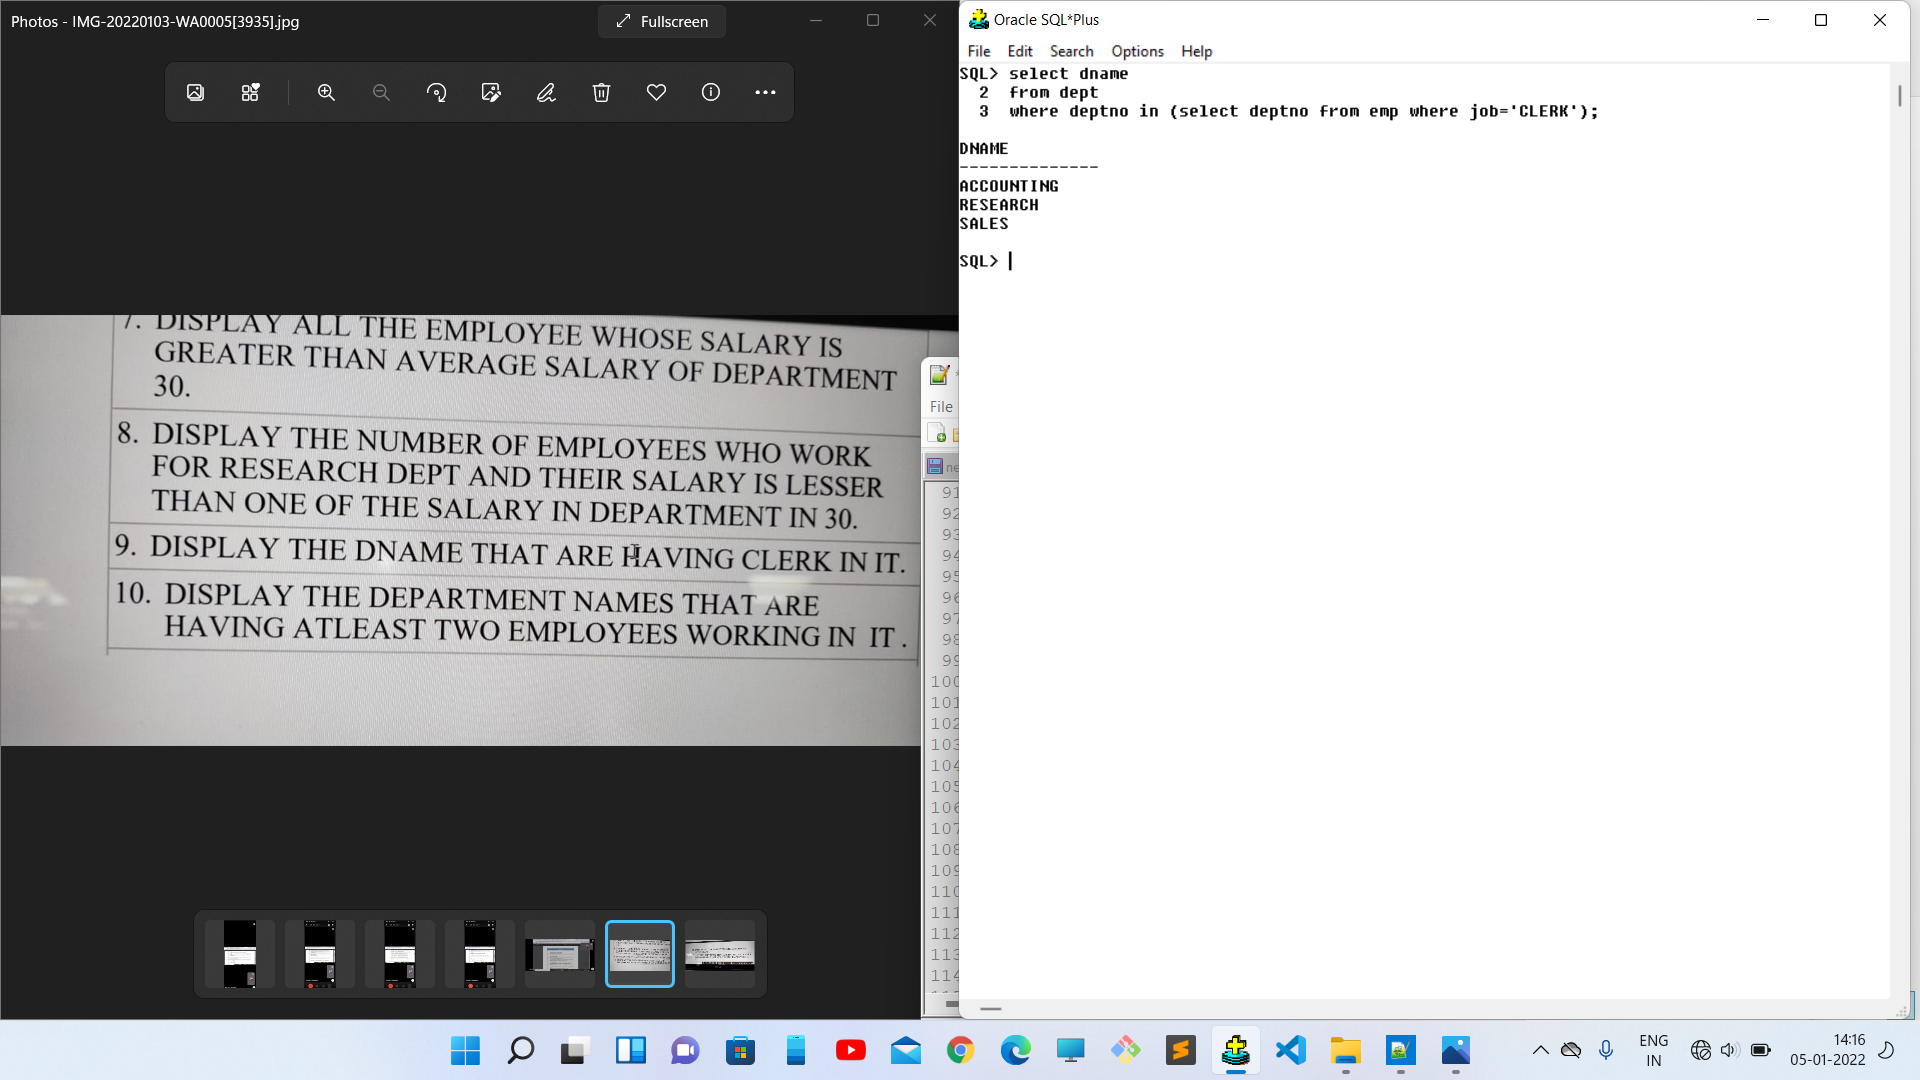 Photos - IMG-20220103-WA0005[3935].jpg
Fullscreen
7. DISPLAY ALL THE EMPLOYEE WHOSE SALARY IS
GREATER THAN AVERAGE SALARY OF DEPARTMENT
30.
8. DISPLAY THE NUMBER OF EMPLOYEES WHO WORK
FOR RESEARCH DEPT AND THEIR SALARY IS LESSER
THAN ONE OF THE SALARY IN DEPARTMENT IN 30.
9. DISPLAY THE DNAME THAT ARE HAVING CLERK IN IT.
10. DISPLAY THE DEPARTMENT NAMES THAT ARE
HAVING ATLEAST TWO EMPLOYEES WORKING IN IT .
File
ne
91
92
93
94
95
96
97
98
99
100
101
102
103
104
105
106
107
108
109
110
111
112
113
114
Oracle SQL*Plus
File Edit Search Options Help
SQL> select dname
2 from dept
3 where deptno in (select deptno from emp where job='CLERK');
DNAME
--------------
ACCOUNTING
RESEARCH
SALES
SQL>
ENG
IN
14:16
05-01-2022